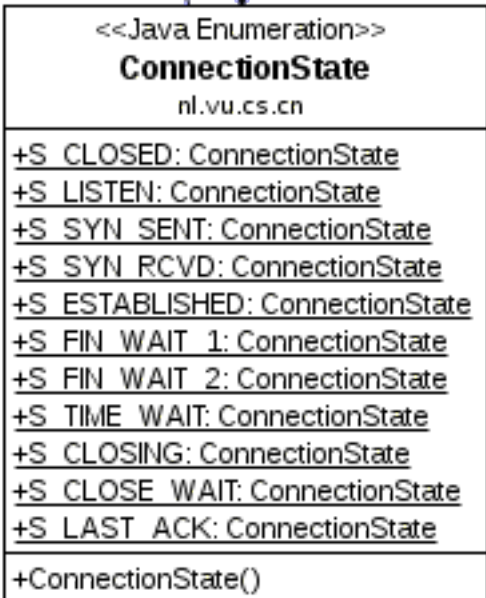 <<Java Enumeration>>
ConnectionState
nl.vu.cs.cn
+S_CLOSED: ConnectionState
+S_LISTEN: ConnectionState
+S_SYN_SENT: ConnectionState
+S_SYN_RCVD: ConnectionState
+S_ESTABLISHED: ConnectionState
+S_FIN_WAIT_1: ConnectionState
+S_FIN_WAIT_2: ConnectionState
+S_TIME_WAIT: ConnectionState
+S_CLOSING: ConnectionState
+S_CLOSE_WAIT: ConnectionState
+S_LAST_ACK: ConnectionState
+ConnectionState()